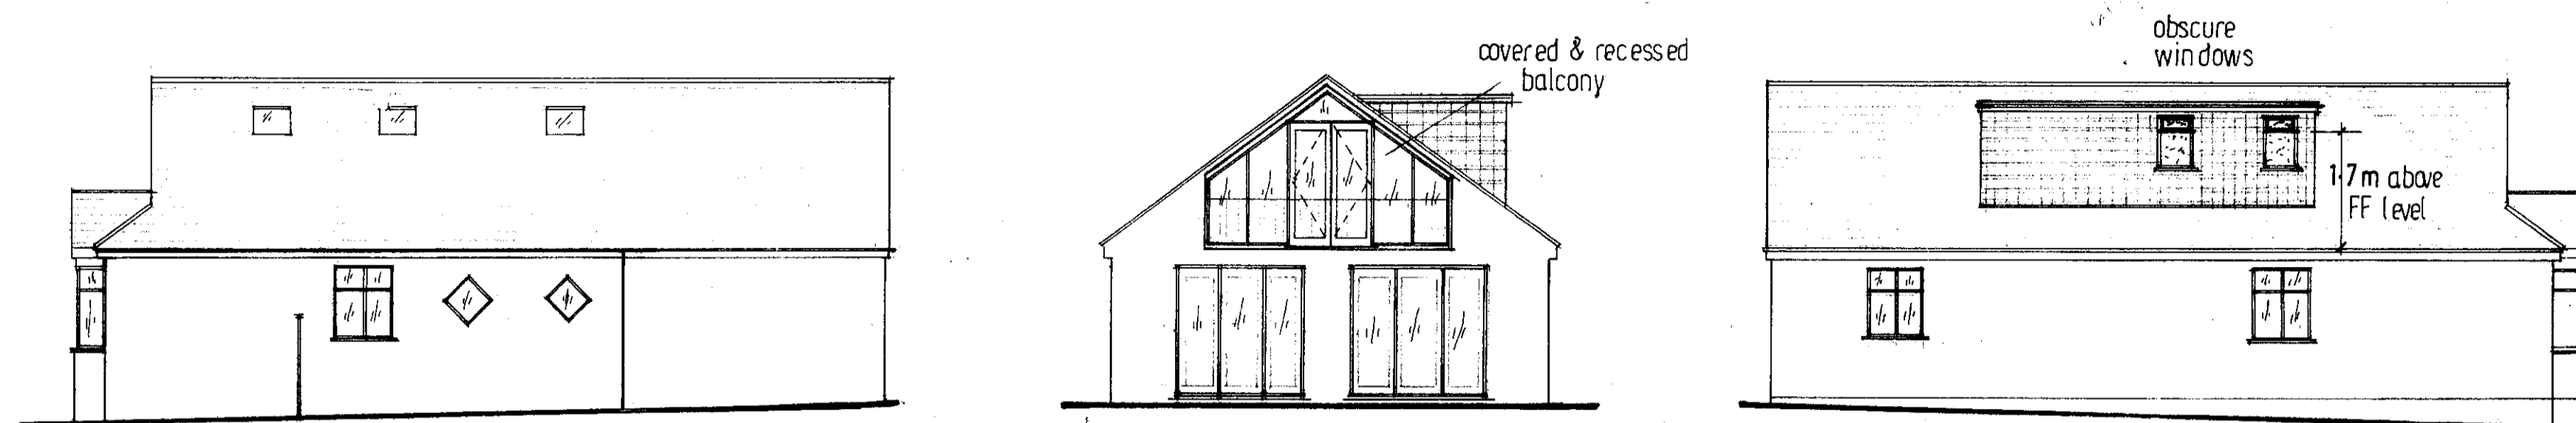 covered & recessed
balcony
obscure
windows
1.7m above
FF level